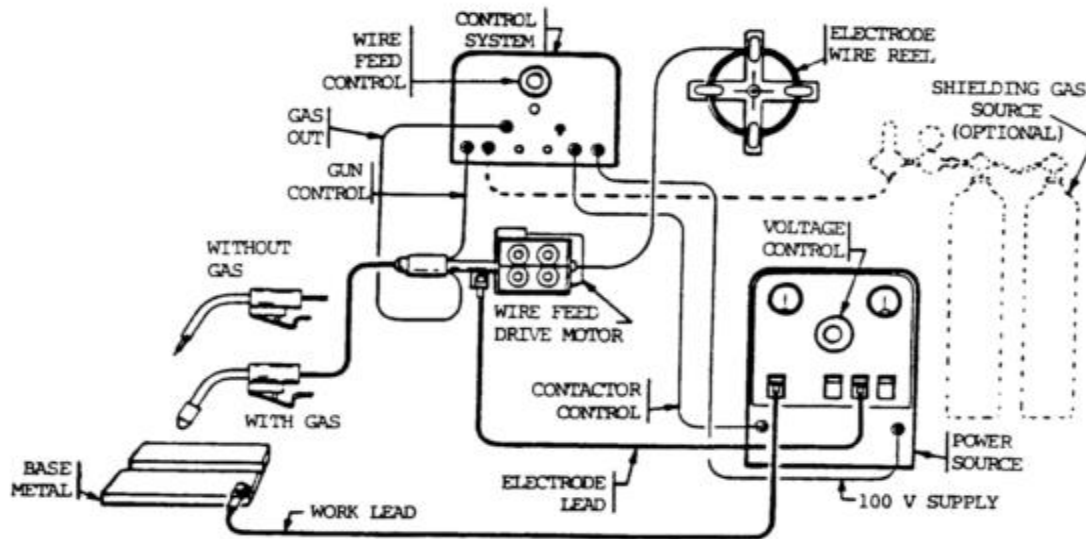 CONTROL
SYSTEM
WIRE
FEED
CONTROL
ELECTRODE
WIRE REEL
SHIELDING GAS
SOURCE
(OPTIONAL)
GAS
OUT
GUN
CONTROL
VOLTAGE
CONTROL
WITHOUT
GAS
WIRE FEED
DRIVE MOTOR
CONTACTOR
CONTROL
WITH GAS
BASE
METAL
POWER
SOURCE
ELECTRODE
LEAD
100 V SUPPLY
WORK LEAD